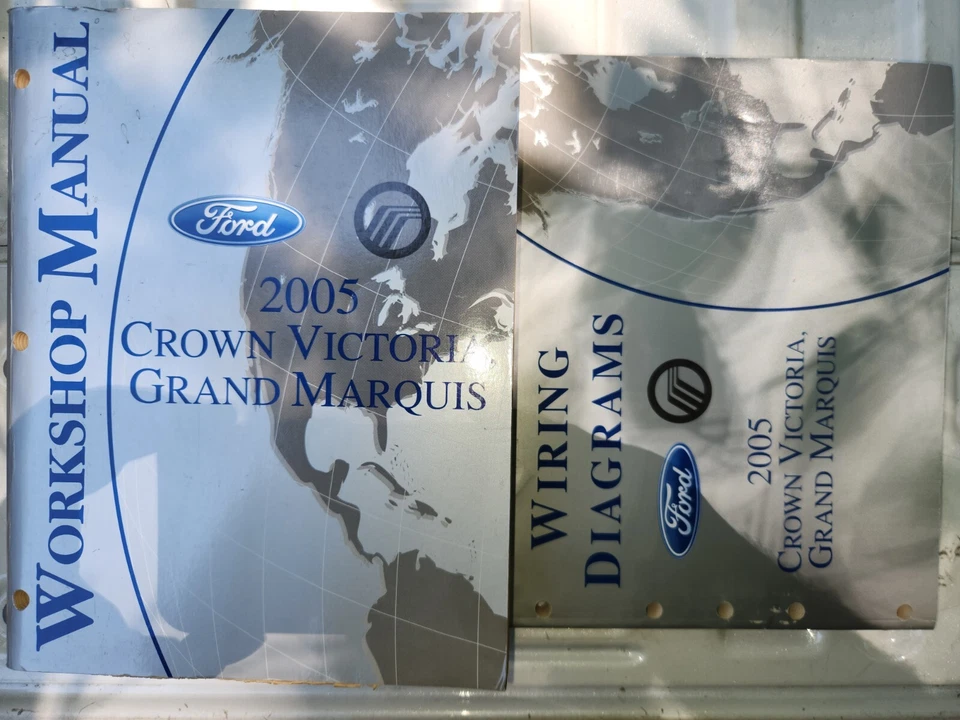 WORKSHOP MANUAL
Ford
2005
CROWN VICTORIA,
GRAND MARQUIS
WIRING
DIAGRAMS
Ford
2005
CROWN VICTORIA,
GRAND MARQUIS